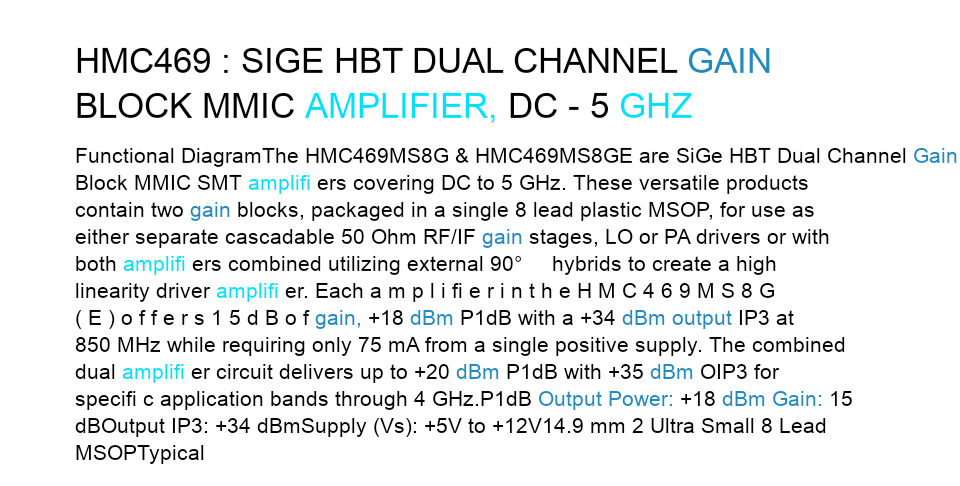 HMC469 : SIGE HBT DUAL CHANNEL GAIN
BLOCK MMIC AMPLIFIER, DC - 5 GHZ
Functional DiagramThe HMC469MS8G & HMC469MS8GE are SiGe HBT Dual Channel Gain
Block MMIC SMT amplifi ers covering DC to 5 GHz. These versatile products
contain two gain blocks, packaged in a single 8 lead plastic MSOP, for use as
either separate cascadable 50 Ohm RF/IF gain stages, LO or PA drivers or with
both amplifi ers combined utilizing external 90° hybrids to create a high
linearity driver amplifi er. Each a m p l i fi e r i n t h e H M C 4 6 9 M S 8 G
( E ) o f f e r s 1 5 d B o f gain, +18 dBm P1dB with a +34 dBm output IP3 at
850 MHz while requiring only 75 mA from a single positive supply. The combined
dual amplifi er circuit delivers up to +20 dBm P1dB with +35 dBm OIP3 for
specifi c application bands through 4 GHz.P1dB Output Power: +18 dBm Gain: 15
dBOutput IP3: +34 dBmSupply (Vs): +5V to +12V14.9 mm 2 Ultra Small 8 Lead
MSOPTypical